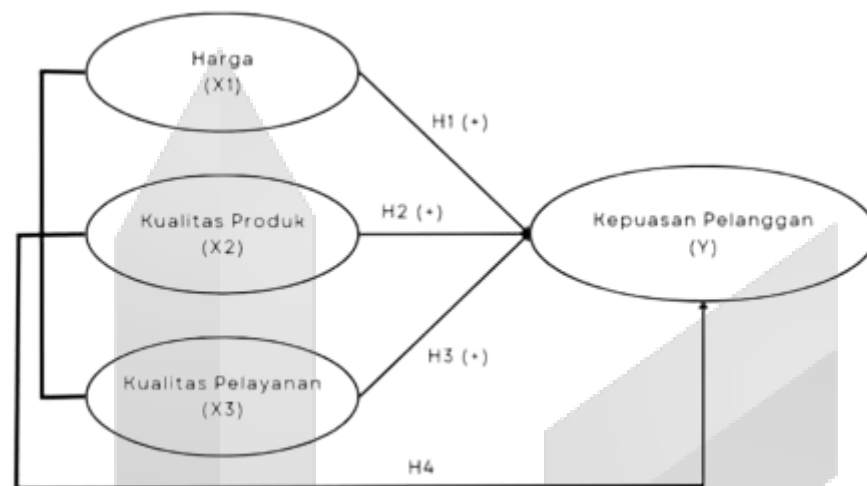 Harga
(X1)
H1 (+)
Kualitas Produk
(X2)
H2 (+)
Kepuasan Pelanggan
(Y)
Kualitas Pelayanan
(X3)
H3 (+)
H4